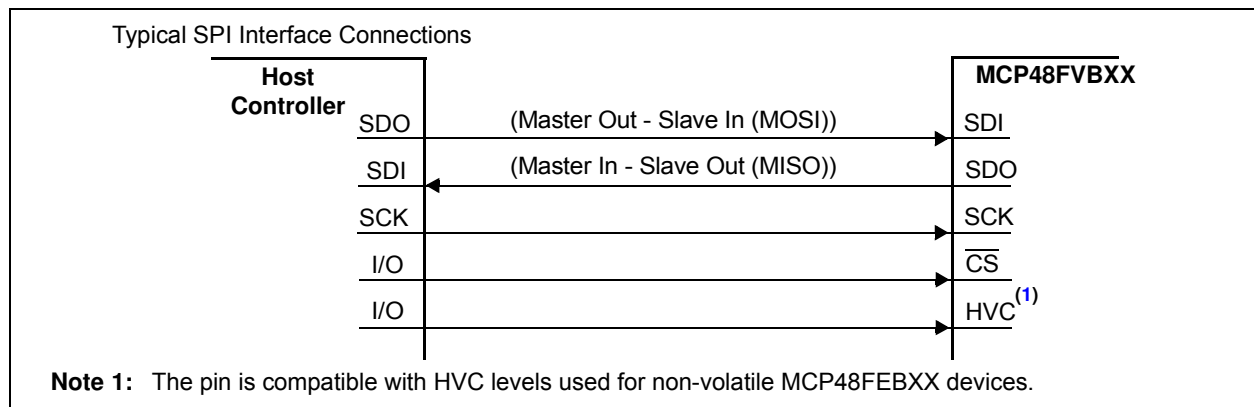 Typical SPI Interface Connections
Host
Controller
MCP48FVBXX
SDO
(Master Out - Slave In (MOSI))
SDI
SDI
(Master In - Slave Out (MISO))
SDO
SCK
SCK
I/O
CS
I/O
HVC(1)
Note 1: The pin is compatible with HVC levels used for non-volatile MCP48FEBXX devices.